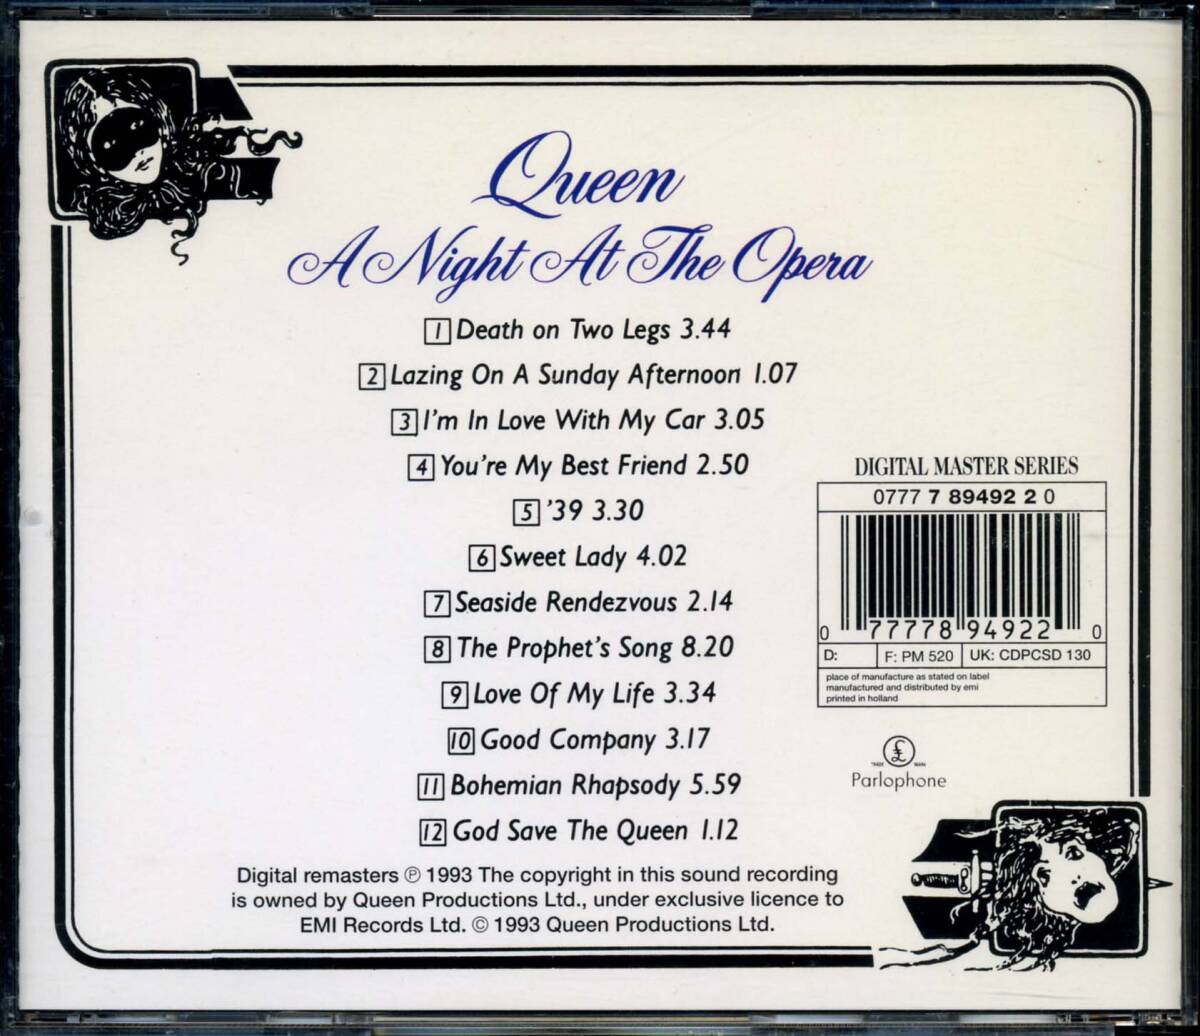 Queen
A Night At The Opera
1 Death on Two Legs 3.44
2 Lazing On A Sunday Afternoon 1.07
3 I'm In Love With My Car 3.05
4 You're My Best Friend 2.50
5 '39 3.30
6 Sweet Lady 4.02
7 Seaside Rendezvous 2.14
8 The Prophet's Song 8.20
9 Love Of My Life 3.34
10 Good Company 3.17
11 Bohemian Rhapsody 5.59
12 God Save The Queen 1.12
Digital remasters ℗ 1993 The copyright in this sound recording
is owned by Queen Productions Ltd., under exclusive licence to
EMI Records Ltd. © 1993 Queen Productions Ltd.
DIGITAL MASTER SERIES
0777 7 89492 2 0
0 77778 94922 0
D: F: PM 520 UK: CDPCSD 130
place of manufacture as stated on label
manufactured and distributed by emi
printed in holland
TRADE £ MARK
Parlophone